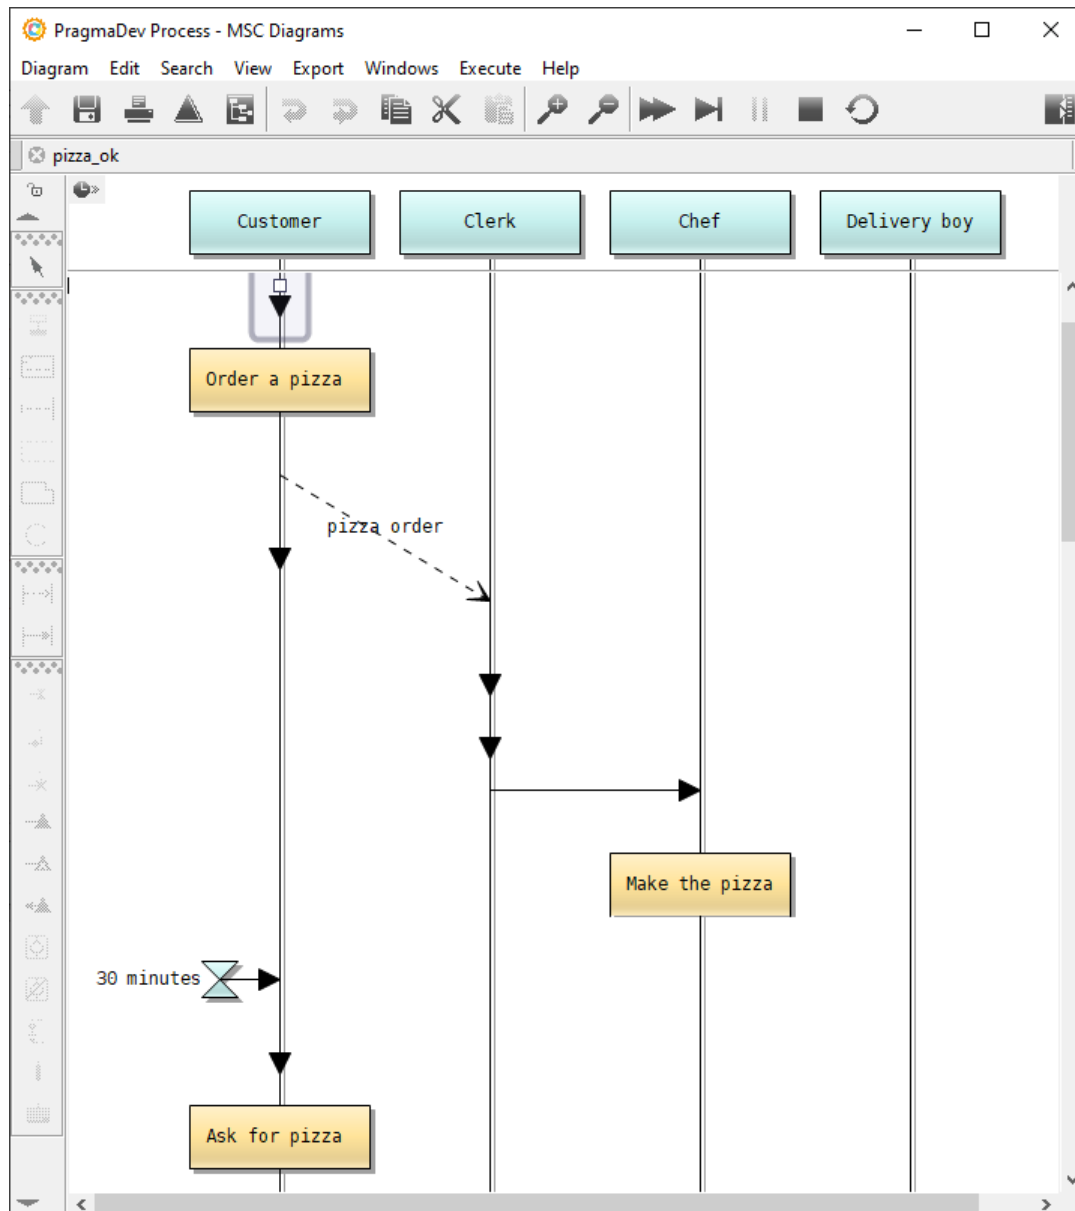 PragmaDev Process - MSC Diagrams
Diagram Edit Search View Export Windows Execute Help
pizza_ok
Customer Clerk Chef Delivery boy
Order a pizza
pizza order
Make the pizza
30 minutes
Ask for pizza